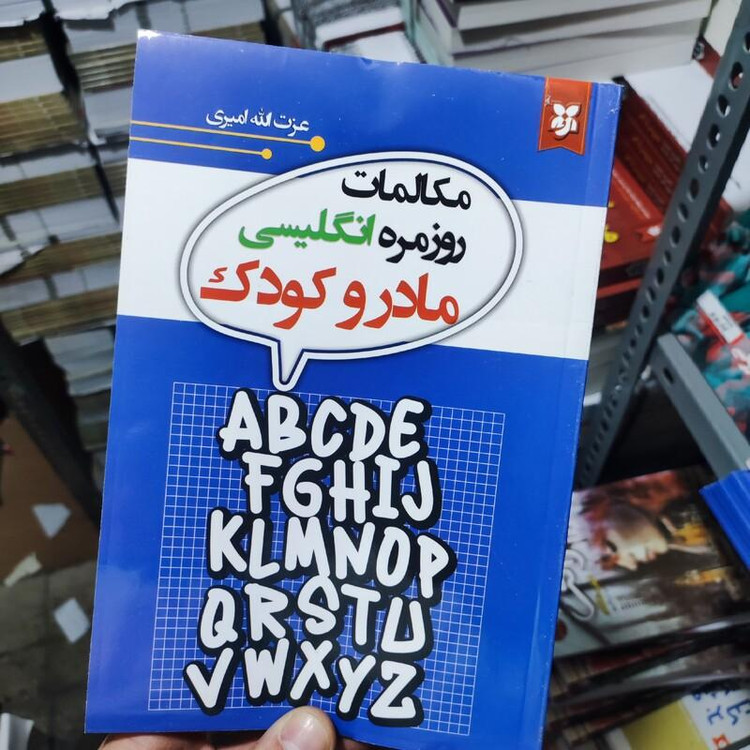 عزت الله امیری
مکالمات
روزمره انگلیسی
مادر و کودک
ABCDE
FGHIJ
KLMNOP
QRSTU
VWXYZ